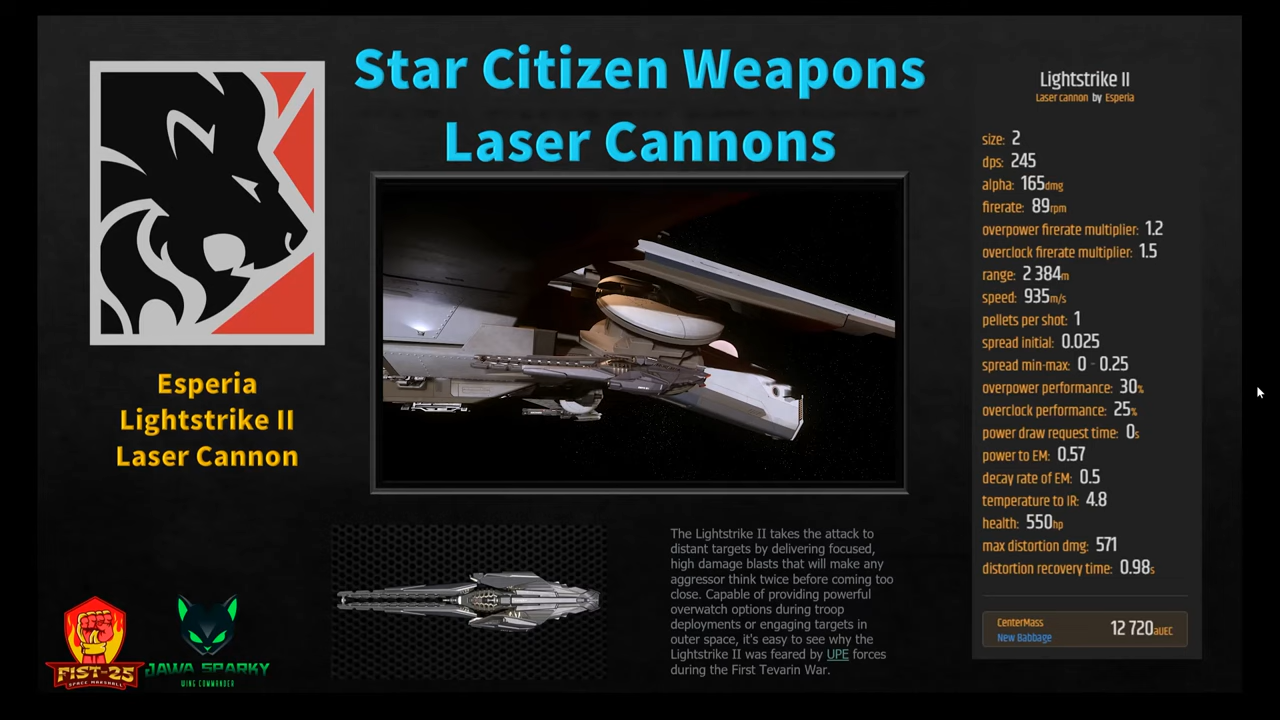 Star Citizen Weapons
Laser Cannons
Esperia
Lightstrike II
Laser Cannon
FIST-25
SPACE MARSHALL
JAWA SPARKY
WING COMMANDER
The Lightstrike II takes the attack to
distant targets by delivering focused,
high damage blasts that will make any
aggressor think twice before coming too
close. Capable of providing powerful
overwatch options during troop
deployments or engaging targets in
outer space, it's easy to see why the
Lightstrike II was feared by UPE forces
during the First Tevarin War.
Lightstrike II
Laser cannon by Esperia
size: 2
dps: 245
alpha: 165dmg
firerate: 89rpm
overpower firerate multiplier: 1.2
overclock firerate multiplier: 1.5
range: 2 384m
speed: 935m/s
pellets per shot: 1
spread initial: 0.025
spread min-max: 0 - 0.25
overpower performance: 30%
overclock performance: 25%
power draw request time: 0s
power to EM: 0.57
decay rate of EM: 0.5
temperature to IR: 4.8
health: 550hp
max distortion dmg: 571
distortion recovery time: 0.98s
CenterMass
New Babbage
12 720aUEC